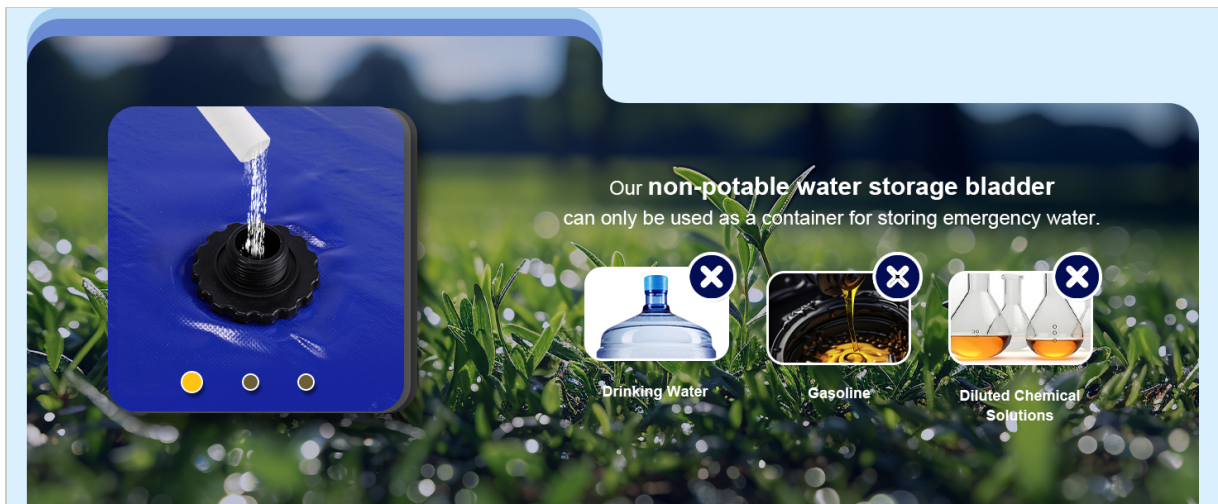 Our non-potable water storage bladder
can only be used as a container for storing emergency water.
Drinking Water
Gasoline
Diluted Chemical
Solutions